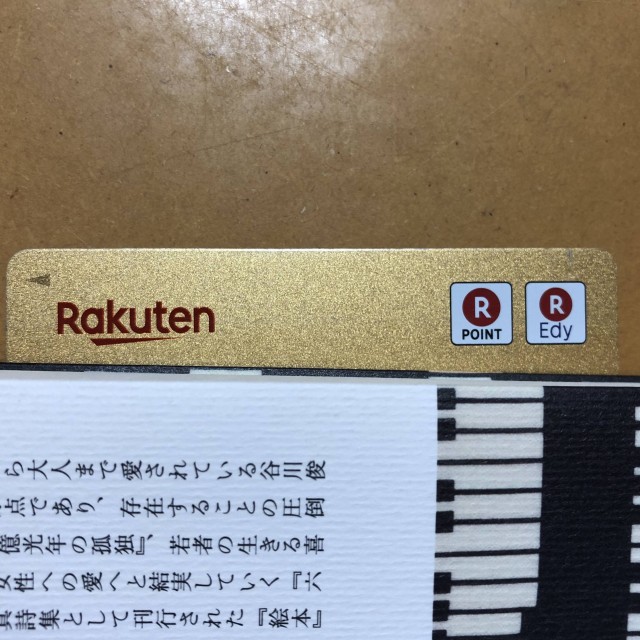 Rakuten
R
POINT
R
Edy
ら大人まで愛されている谷川俊
点であり、存在することの圧倒
億光年の孤独』、若者の生きる喜
女性への愛へと結実していく『六
詩集として刊行された『絵本』